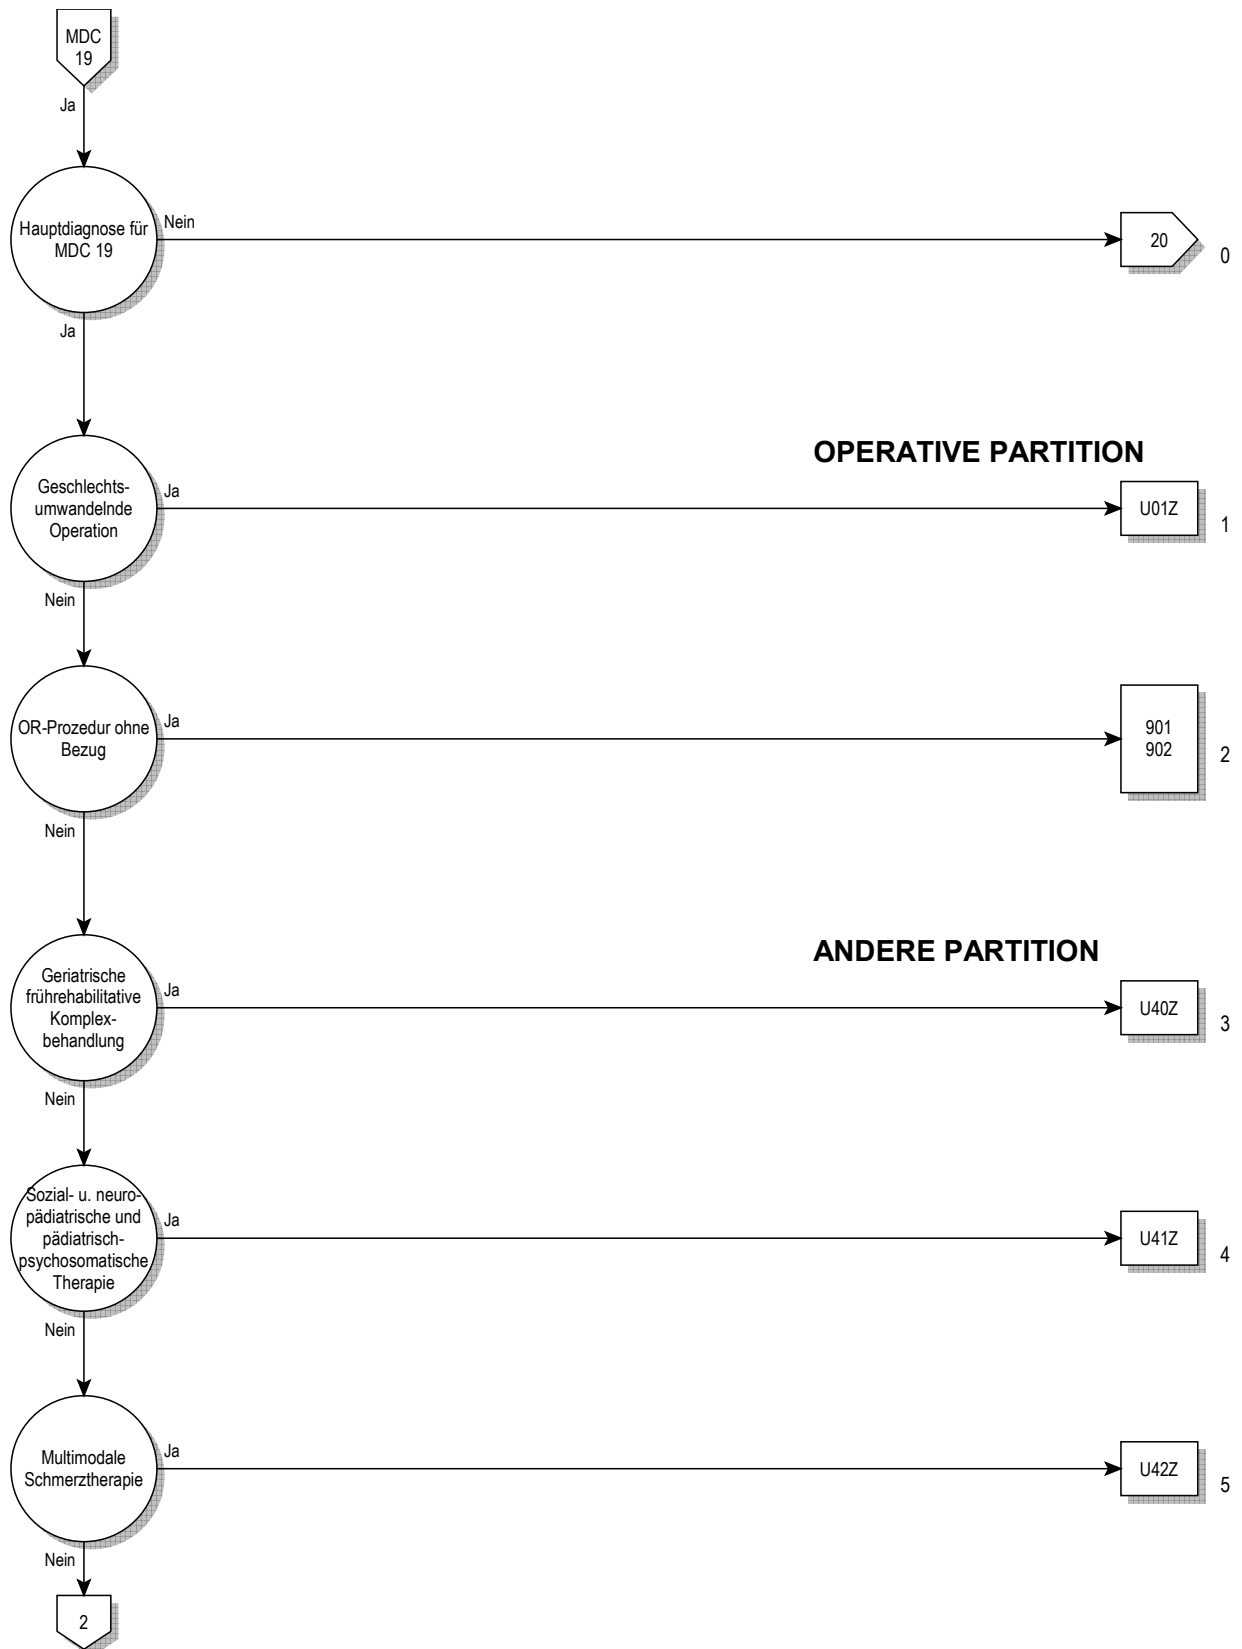 MDC
19
Ja
Hauptdiagnose für
MDC 19
Nein
20
0
Ja
OPERATIVE PARTITION
Geschlechts-
umwandelnde
Operation
Ja
U01Z
1
Nein
OR-Prozedur ohne
Bezug
Ja
901
902
2
Nein
ANDERE PARTITION
Geriatrische
frührehabilitative
Komplex-
behandlung
Ja
U40Z
3
Nein
Sozial- u. neuro-
pädiatrische und
pädiatrisch-
psychosomatische
Therapie
Ja
U41Z
4
Nein
Multimodale
Schmerztherapie
Ja
U42Z
5
Nein
2